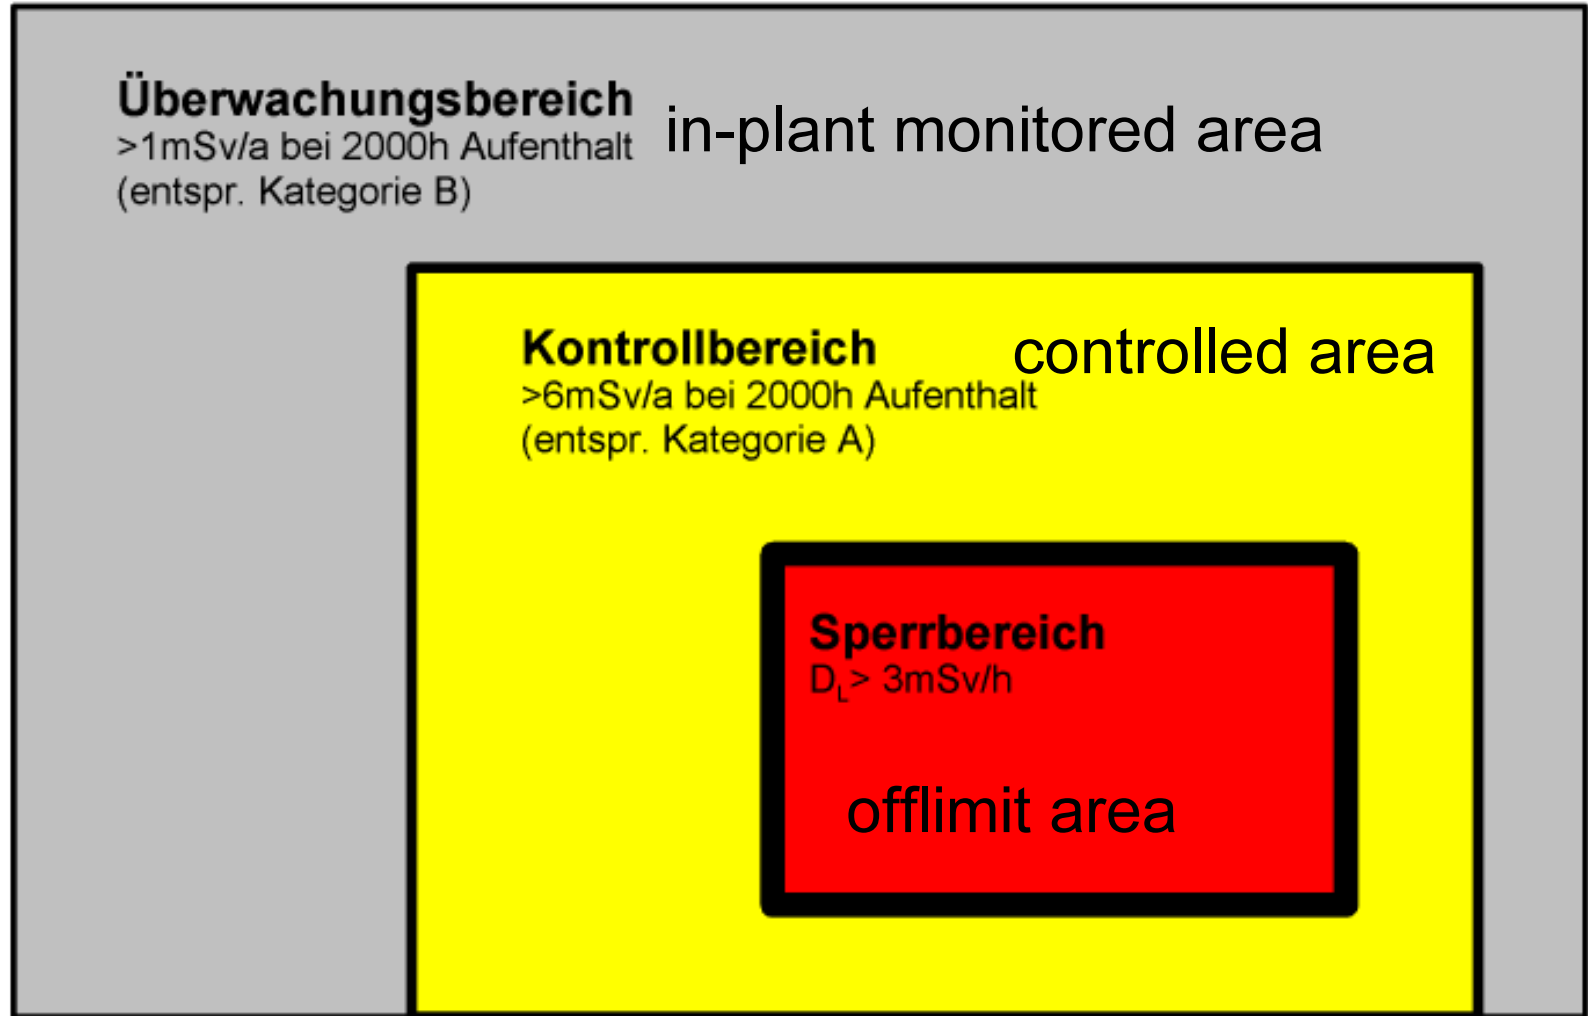 Überwachungsbereich
>1mSv/a bei 2000h Aufenthalt
(entspr. Kategorie B)
in-plant monitored area
Kontrollbereich
>6mSv/a bei 2000h Aufenthalt
(entspr. Kategorie A)
controlled area
Sperrbereich
D_L> 3mSv/h
offlimit area